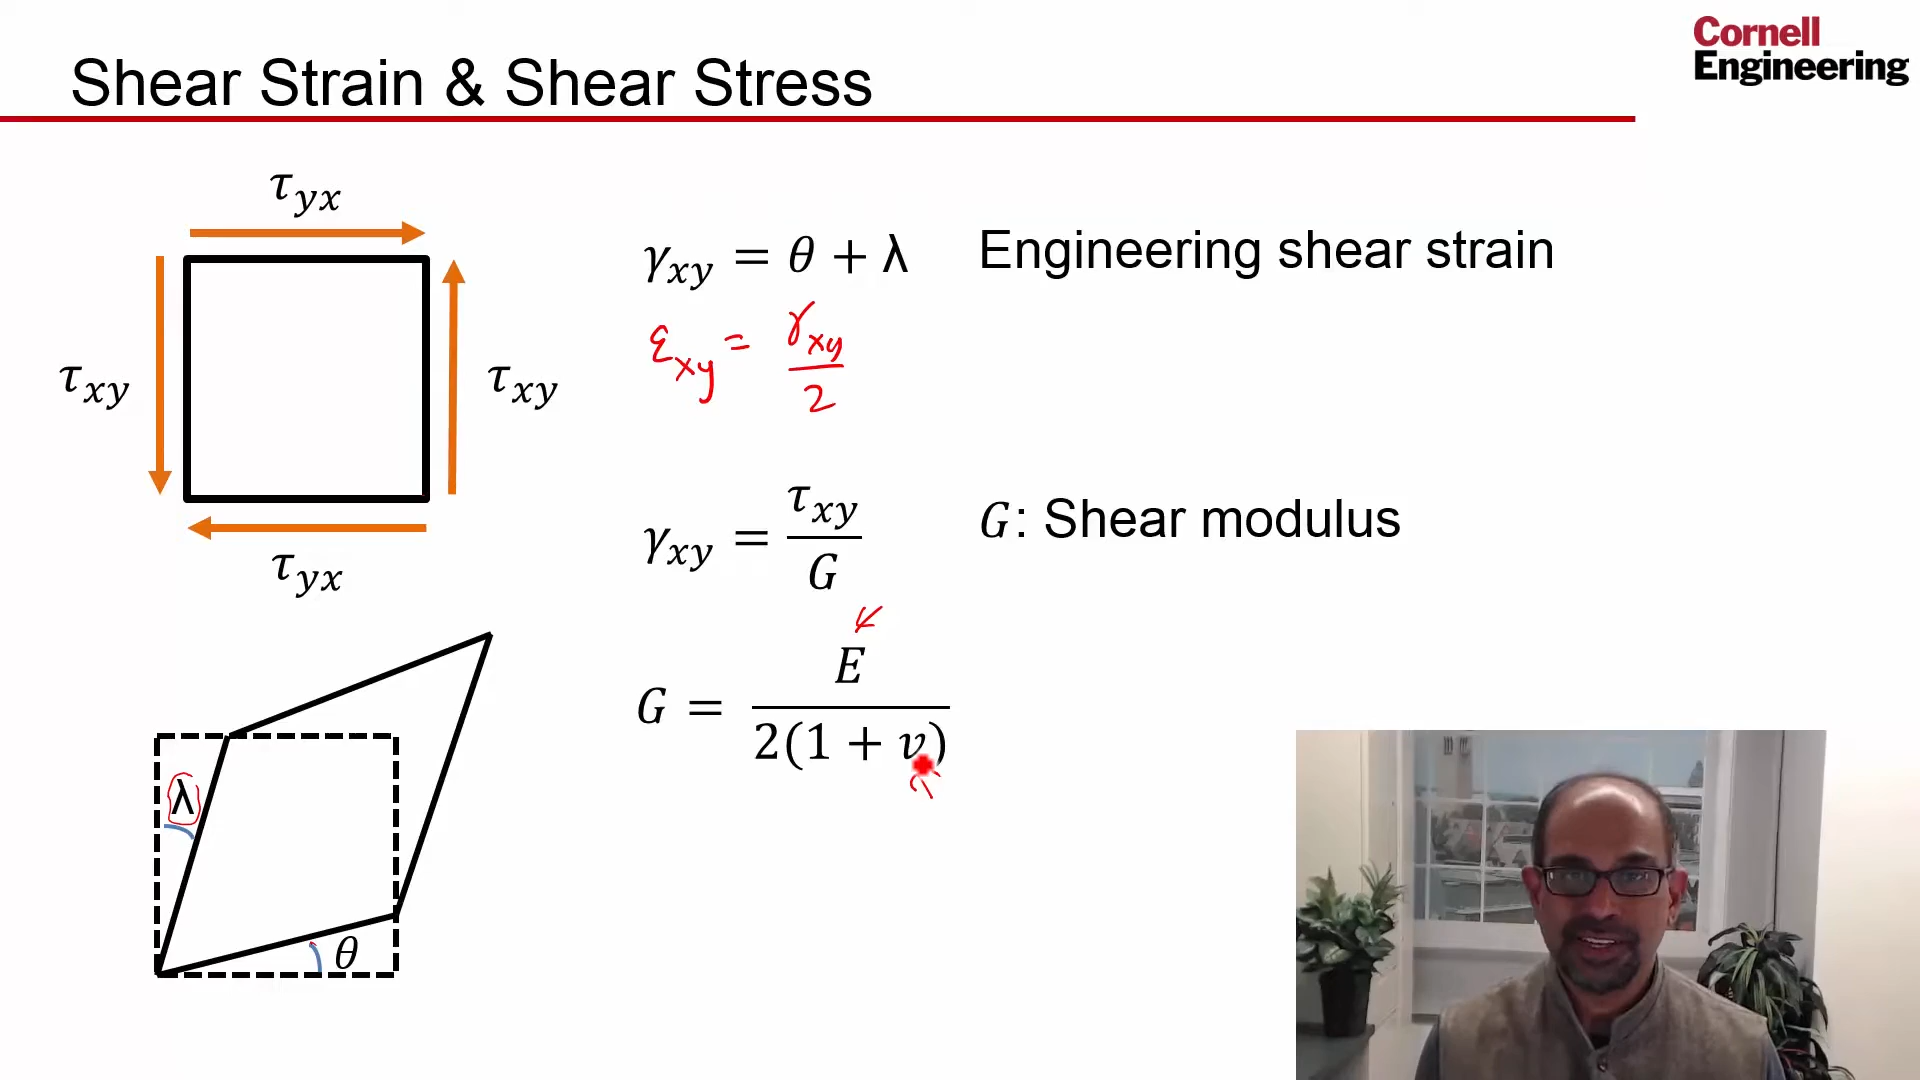 Cornell
Engineering
Shear Strain & Shear Stress
τyx
τxy
τxy
τyx
γxy = θ + λ
Engineering shear strain
εxy = γxy / 2
γxy = τxy / G
G: Shear modulus
G = E / 2(1 + ν)
λ
θ